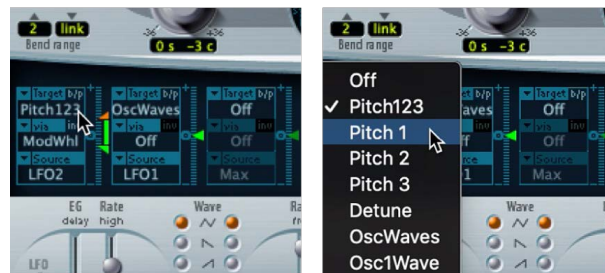 2 link
Bend range
-36 +36
0 s -3 c
Target b/p
Pitch123
via inv
ModWhl
Source
LFO2
Target b/p
OscWaves
via inv
Off
Source
LFO1
Target b/p
Off
via inv
Off
Source
Max
EG Rate
delay high
Wave
LFO
2 link
Bend range
-36 +36
0 s -3 c
Off
✓ Pitch123
Pitch 1
Pitch 2
Pitch 3
Detune
OscWaves
Osc1Wave
b/p
aves
inv
Target b/p
Off
via inv
Off
Source
Max
Wave